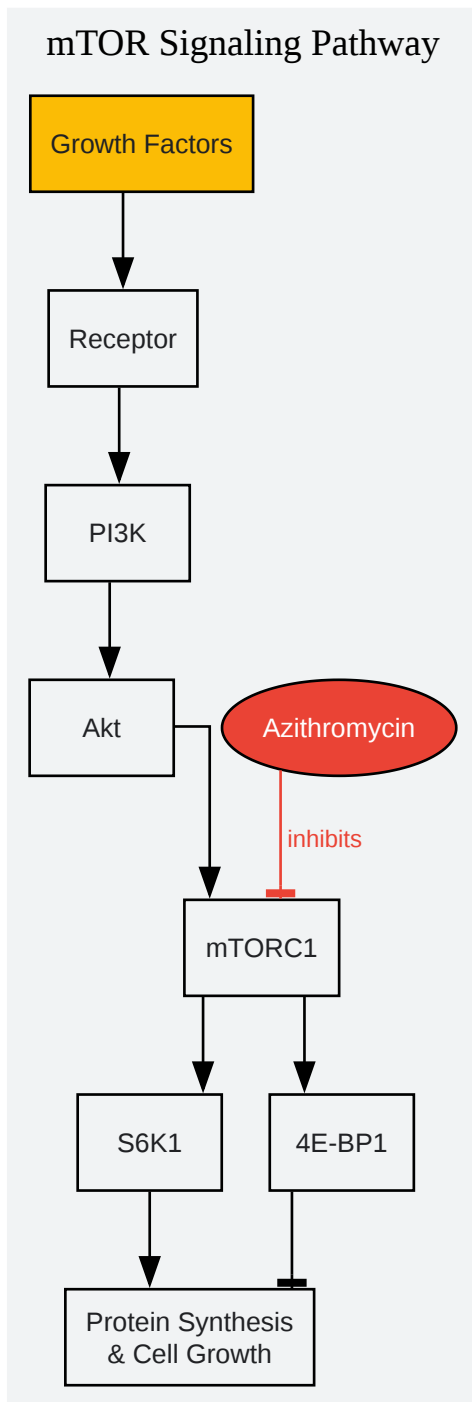 mTOR Signaling Pathway
Growth Factors
Receptor
PI3K
Akt
Azithromycin
inhibits
mTORC1
S6K1
4E-BP1
Protein Synthesis
& Cell Growth